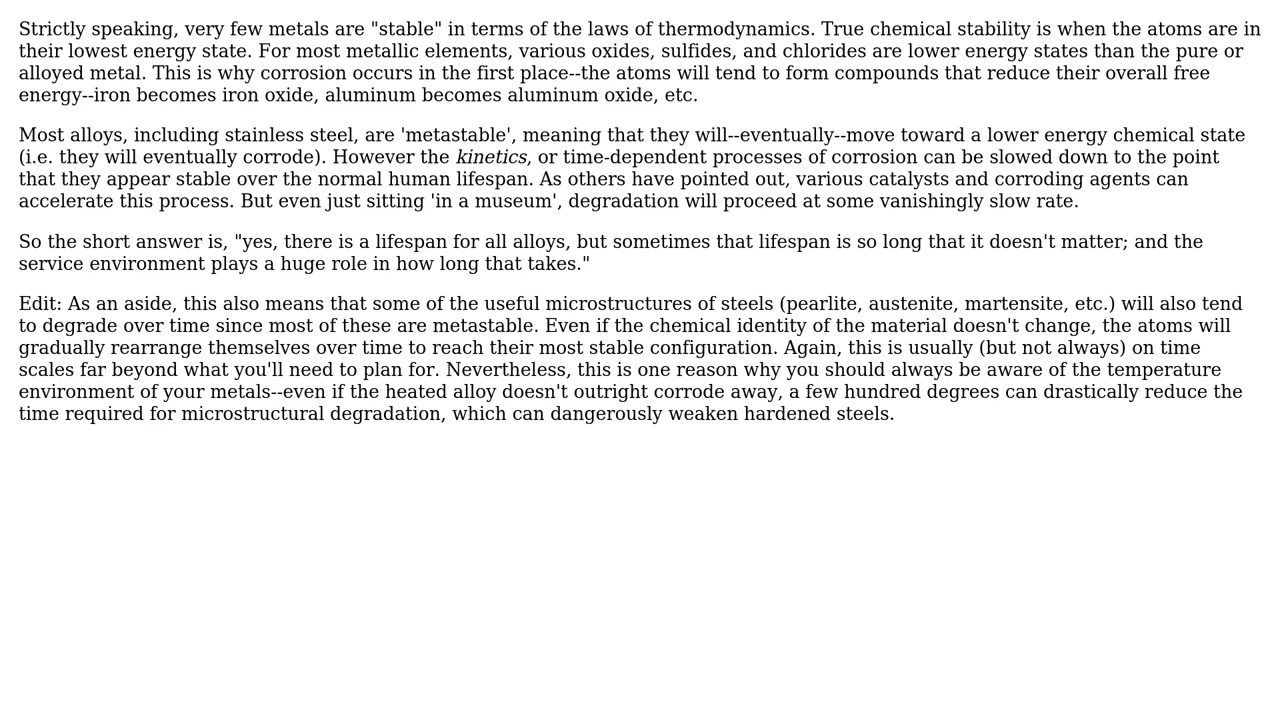 Strictly speaking, very few metals are "stable" in terms of the laws of thermodynamics. True chemical stability is when the atoms are in
their lowest energy state. For most metallic elements, various oxides, sulfides, and chlorides are lower energy states than the pure or
alloyed metal. This is why corrosion occurs in the first place--the atoms will tend to form compounds that reduce their overall free
energy--iron becomes iron oxide, aluminum becomes aluminum oxide, etc.
Most alloys, including stainless steel, are 'metastable', meaning that they will--eventually--move toward a lower energy chemical state
(i.e. they will eventually corrode). However the kinetics, or time-dependent processes of corrosion can be slowed down to the point
that they appear stable over the normal human lifespan. As others have pointed out, various catalysts and corroding agents can
accelerate this process. But even just sitting 'in a museum', degradation will proceed at some vanishingly slow rate.
So the short answer is, "yes, there is a lifespan for all alloys, but sometimes that lifespan is so long that it doesn't matter; and the
service environment plays a huge role in how long that takes."
Edit: As an aside, this also means that some of the useful microstructures of steels (pearlite, austenite, martensite, etc.) will also tend
to degrade over time since most of these are metastable. Even if the chemical identity of the material doesn't change, the atoms will
gradually rearrange themselves over time to reach their most stable configuration. Again, this is usually (but not always) on time
scales far beyond what you'll need to plan for. Nevertheless, this is one reason why you should always be aware of the temperature
environment of your metals--even if the heated alloy doesn't outright corrode away, a few hundred degrees can drastically reduce the
time required for microstructural degradation, which can dangerously weaken hardened steels.